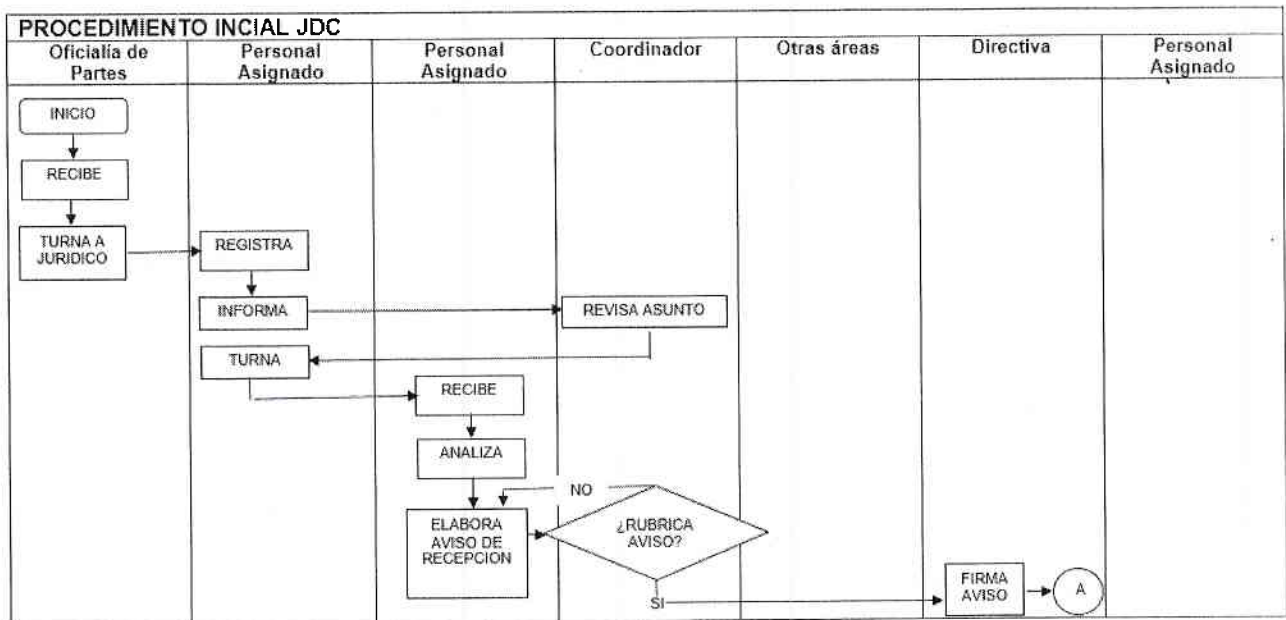 PROCEDIMIENTO INCIAL JDC
Oficialía de
Partes
Personal
Asignado
Personal
Asignado
Coordinador
Otras áreas
Directiva
Personal
Asignado
INICIO
RECIBE
TURNA A
JURIDICO
REGISTRA
INFORMA
REVISA ASUNTO
TURNA
RECIBE
ANALIZA
NO
ELABORA
AVISO DE
RECEPCION
¿RUBRICA
AVISO?
SI
FIRMA
AVISO
A